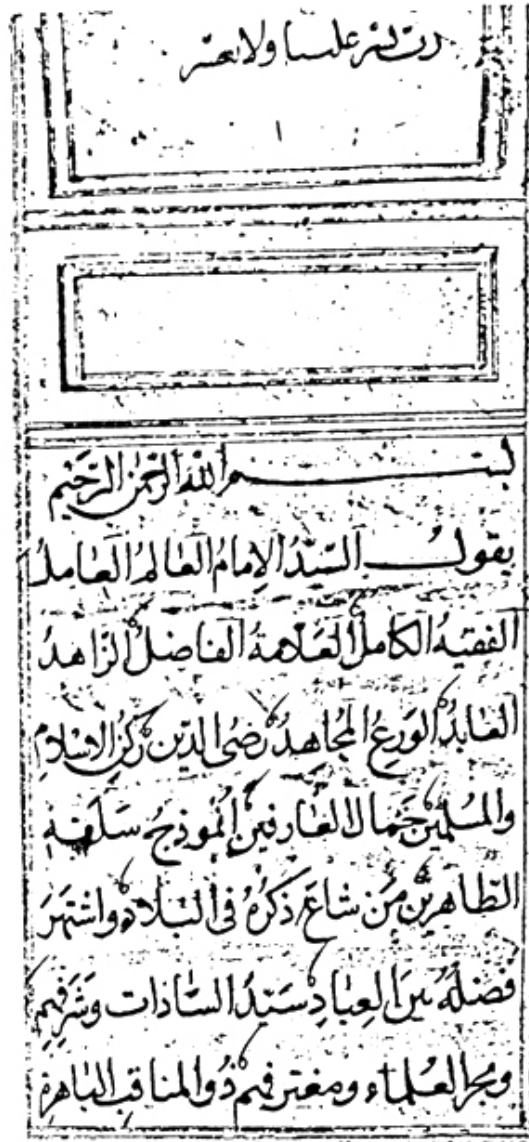 رب يسر علينا ولا تعسر
بسم الله الرحمن الرحيم
يقول السيد الإمام العالم العامل
الفقيه الكامل العلامة الفاضل الزاهد
العابد الورع المجاهد رضي الدين ركن الإسلام
والمسلمين جمال العارفين أنموذج سلفه
الطاهرين من شاع ذكره في البلاد واشتهر
فضله بين العباد سيد السادات وشرفهم
العلماء ومغترفهم ذو المناقب الباهرة